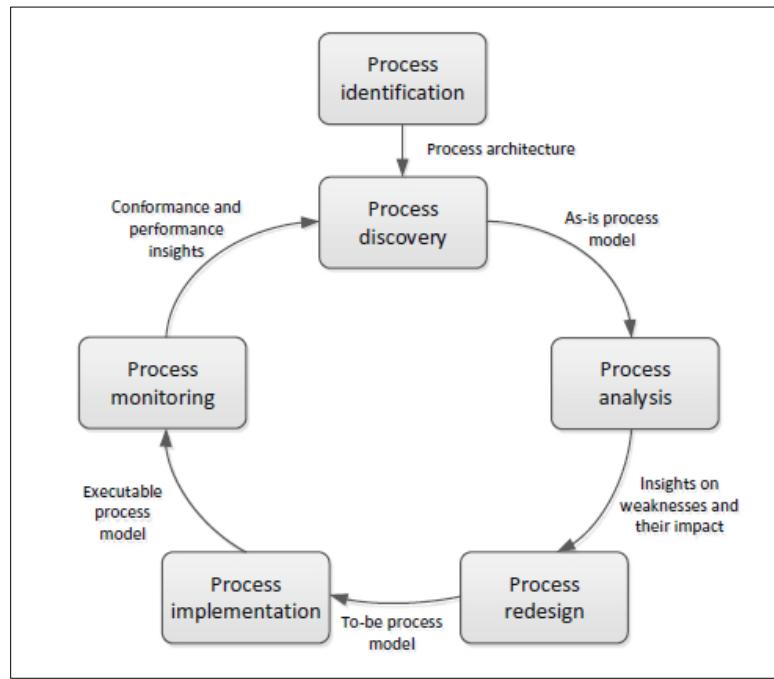 Process
identification
Process architecture
Process
discovery
As-is process
model
Process
analysis
Insights on
weaknesses and
their impact
Process
redesign
To-be process
model
Process
implementation
Executable
process
model
Process
monitoring
Conformance and
performance
insights